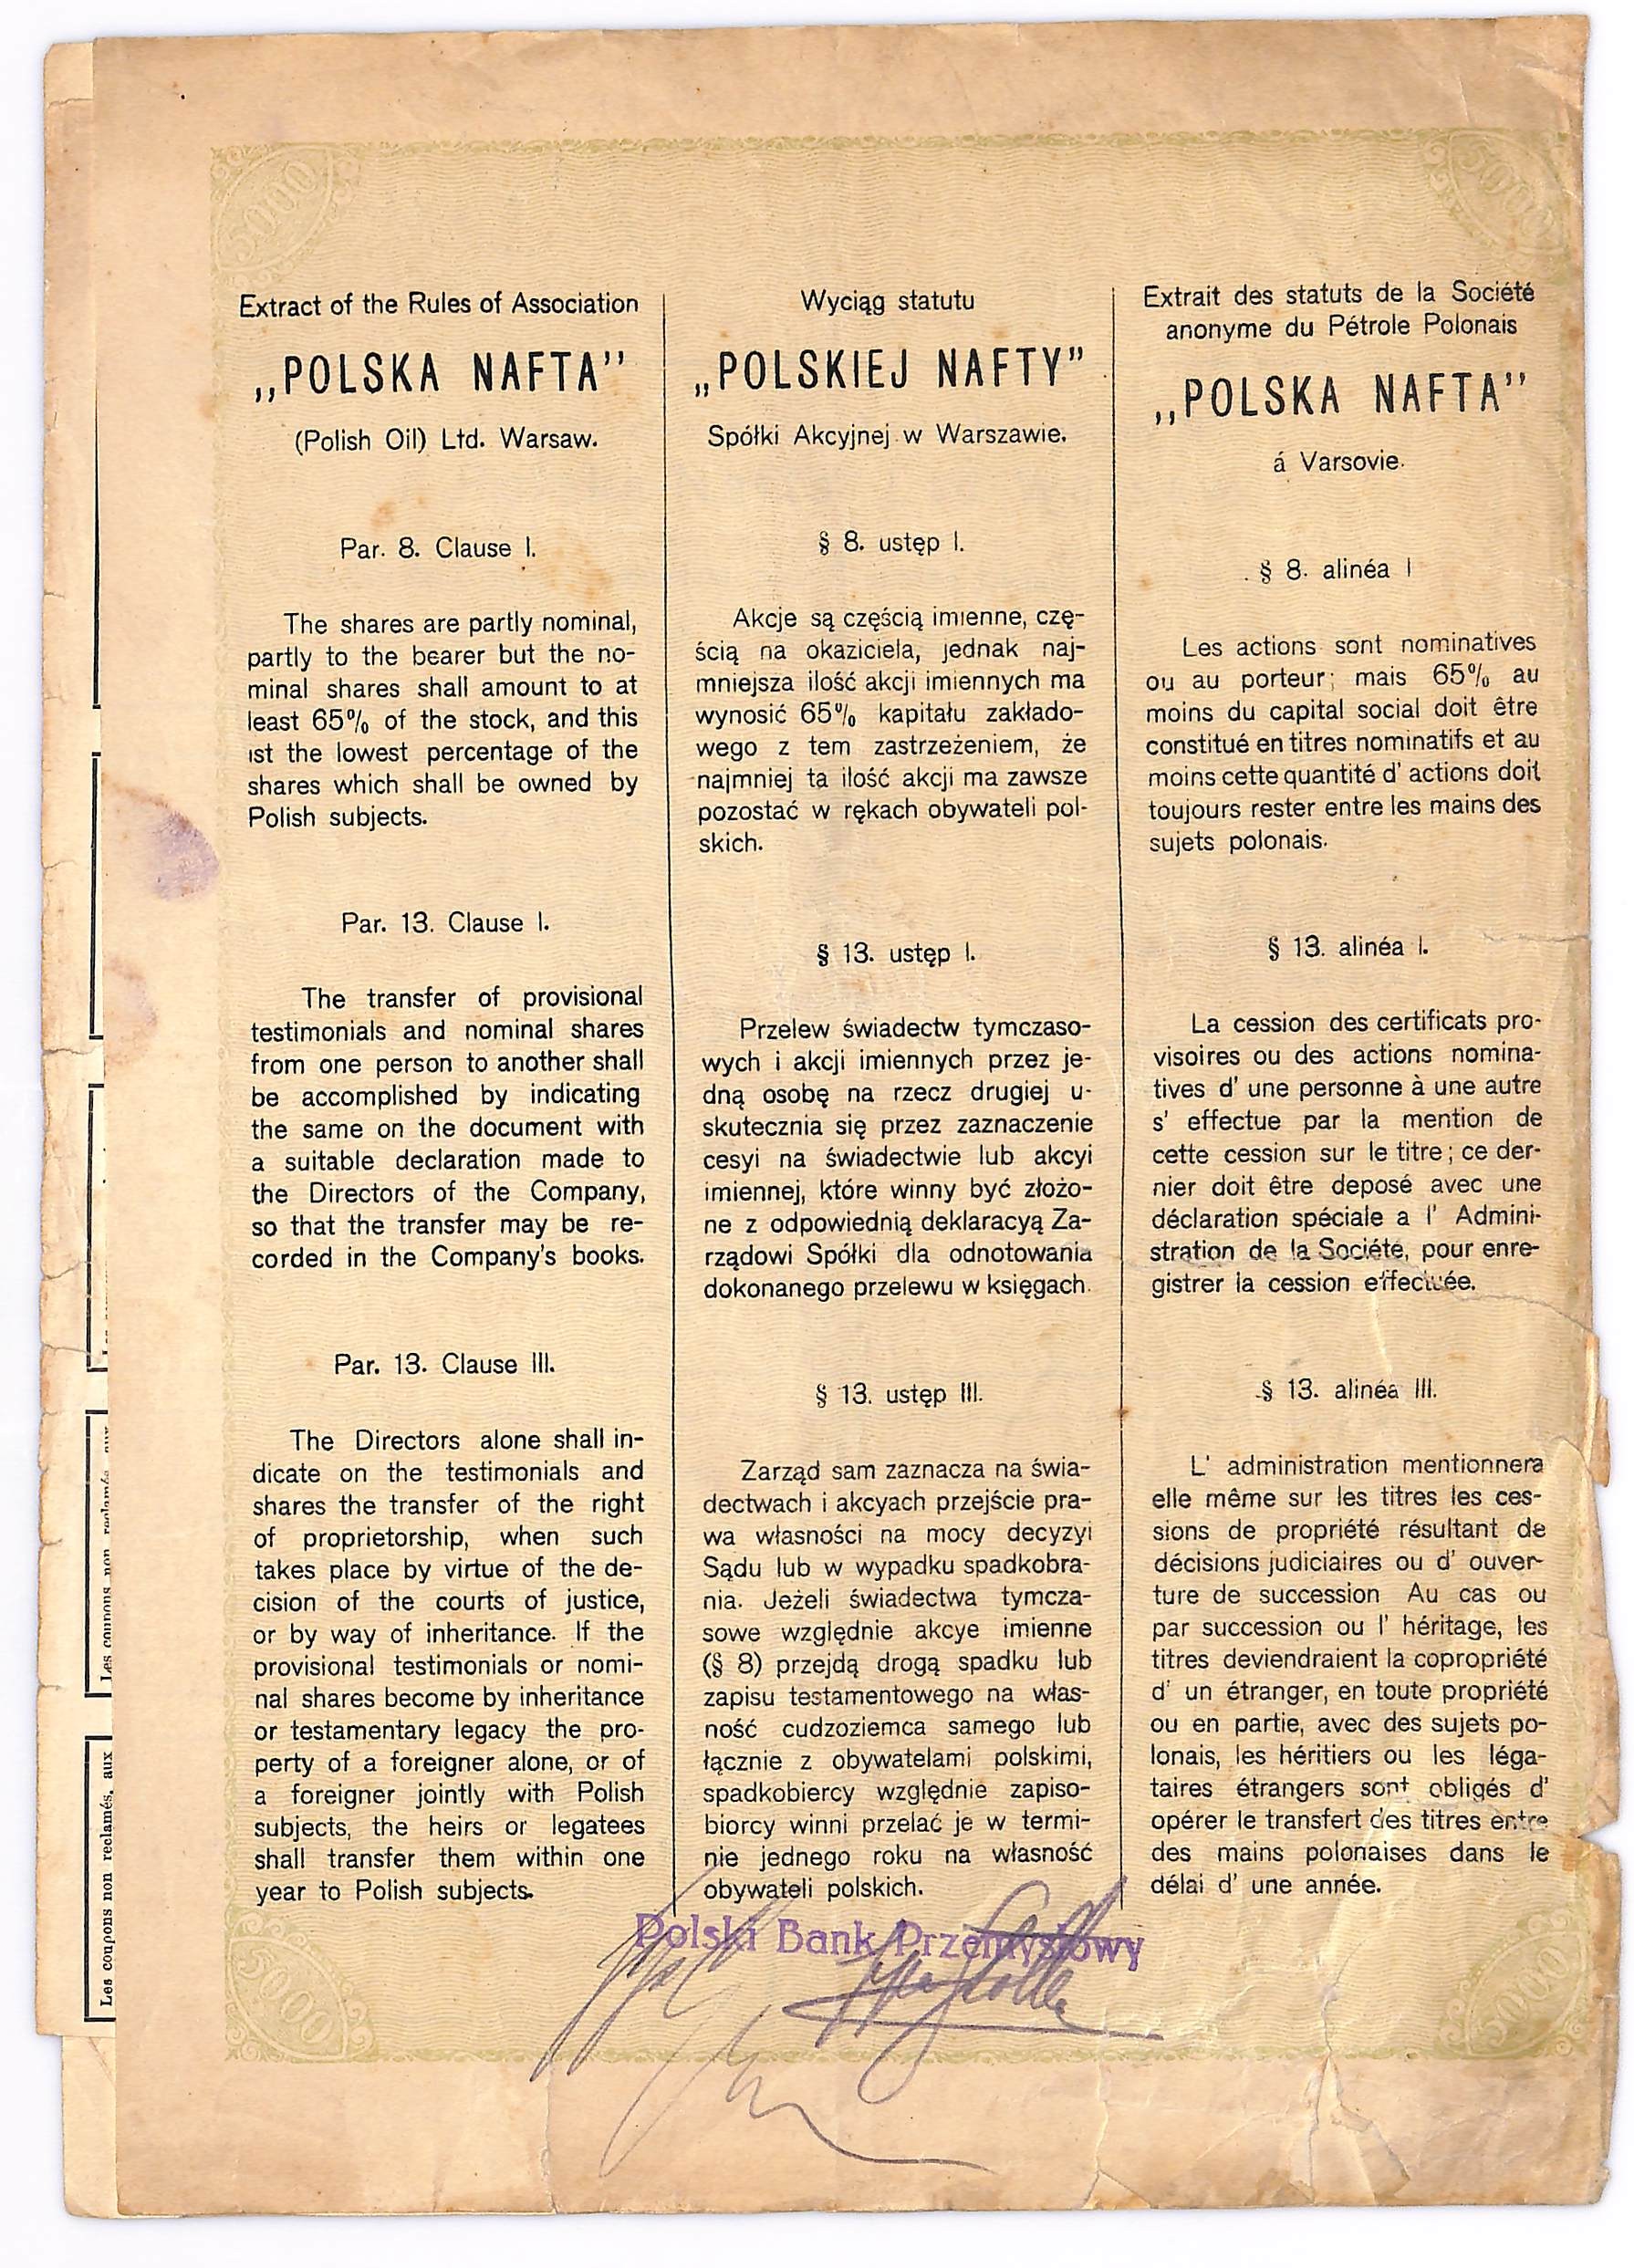 5000
5000
Extract of the Rules of Association
„POLSKA NAFTA”
(Polish Oil) Ltd. Warsaw.
Par. 8. Clause I.
The shares are partly nominal,
partly to the bearer but the no-
minal shares shall amount to at
least 65% of the stock, and this
ist the lowest percentage of the
shares which shall be owned by
Polish subjects.
Par. 13. Clause I.
The transfer of provisional
testimonials and nominal shares
from one person to another shall
be accomplished by indicating
the same on the document with
a suitable declaration made to
the Directors of the Company,
so that the transfer may be re-
corded in the Company's books.
Par. 13. Clause III.
The Directors alone shall in-
dicate on the testimonials and
shares the transfer of the right
of proprietorship, when such
takes place by virtue of the de-
cision of the courts of justice,
or by way of inheritance. If the
provisional testimonials or nomi-
nal shares become by inheritance
or testamentary legacy the pro-
perty of a foreigner alone, or of
a foreigner jointly with Polish
subjects, the heirs or legatees
shall transfer them within one
year to Polish subjects.
Wyciąg statutu
„POLSKIEJ NAFTY”
Spółki Akcyjnej w Warszawie.
§ 8. ustęp I.
Akcje są częścią imienne, czę-
ścią na okaziciela, jednak naj-
mniejsza ilość akcji imiennych ma
wynosić 65% kapitału zakłado-
wego z tem zastrzeżeniem, że
najmniej ta ilość akcji ma zawsze
pozostać w rękach obywateli pol-
skich.
§ 13. ustęp I.
Przelew świadectw tymczaso-
wych i akcji imiennych przez je-
dną osobę na rzecz drugiej u-
skutecznia się przez zaznaczenie
cesyi na świadectwie lub akcyi
imiennej, które winny być złożo-
ne z odpowiednią deklaracyą Za-
rządowi Spółki dla odnotowania
dokonanego przelewu w księgach.
§ 13. ustęp III.
Zarząd sam zaznacza na świa-
dectwach i akcyach przejście pra-
wa własności na mocy decyzyi
Sądu lub w wypadku spadkobra-
nia. Jeżeli świadectwa tymcza-
sowe względnie akcye imienne
(§ 8) przejdą drogą spadku lub
zapisu testamentowego na włas-
ność cudzoziemca samego lub
łącznie z obywatelami polskimi,
spadkobiercy względnie zapiso-
biorcy winni przelać je w termi-
nie jednego roku na własność
obywateli polskich.
Extrait des statuts de la Société
anonyme du Pétrole Polonais
„POLSKA NAFTA”
á Varsovie.
§ 8. alinéa I
Les actions sont nominatives
ou au porteur; mais 65% au
moins du capital social doit être
constitué en titres nominatifs et au
moins cette quantité d' actions doit
toujours rester entre les mains des
sujets polonais.
§ 13. alinéa I.
La cession des certificats pro-
visoires ou des actions nomina-
tives d' une personne à une autre
s' effectue par la mention de
cette cession sur le titre; ce der-
nier doit être deposé avec une
déclaration spéciale a l' Admini-
stration de la Société, pour enre-
gistrer la cession effectuée.
§ 13. alinéa III.
L' administration mentionnera
elle même sur les titres les ces-
sions de propriété résultant de
décisions judiciaires ou d' ouver-
ture de succession Au cas ou
par succession ou l' héritage, les
titres deviendraient la copropriété
d' un étranger, en toute propriété
ou en partie, avec des sujets po-
lonais, les héritiers ou les léga-
taires étrangers sont obligés d'
opérer le transfert des titres entre
des mains polonaises dans le
délai d' une année.
Polski Bank Przemysłowy
5000
5000
Les coupons non reclamés, aux
Les coupons non reclamés, aux